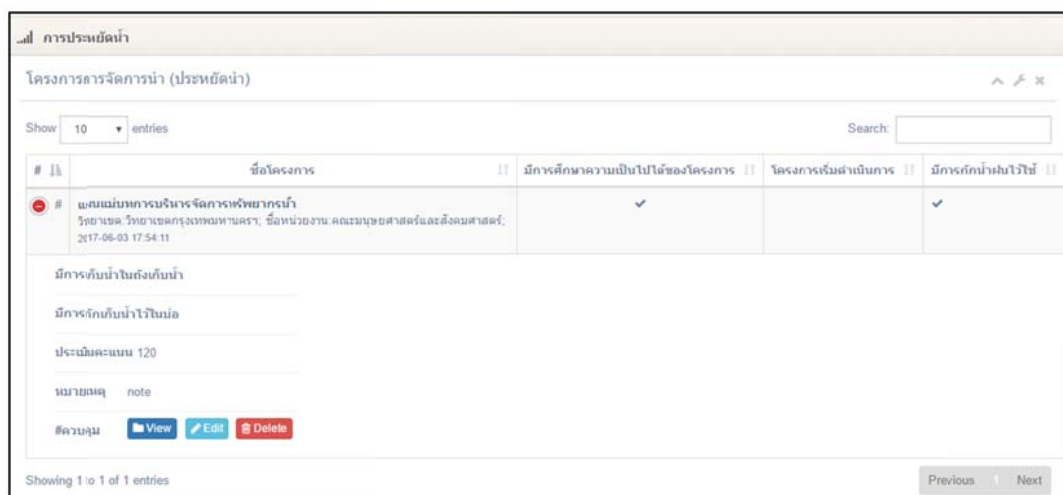 การประหยัดน้ำ
โครงการการจัดการน้ำ (ประหยัดน้ำ)
Show 10 entries Search:
# ชื่อโครงการ มีการศึกษาความเป็นไปได้ของโครงการ โครงการเริ่มดำเนินการ มีการกักน้ำฝนไว้ใช้
# แผนแม่บทการบริหารจัดการทรัพยากรน้ำ
วิทยาเขต:วิทยาเขตกรุงเทพมหานครฯ; ชื่อหน่วยงาน:คณะมนุษยศาสตร์และสังคมศาสตร์;
2017-06-03 17:54:11
มีการเก็บน้ำในถังเก็บน้ำ
มีการกักเก็บน้ำไว้ในบ่อ
ประเมินคะแนน 120
หมายเหตุ note
#ควบคุม View Edit Delete
Showing 1 to 1 of 1 entries Previous 1 Next